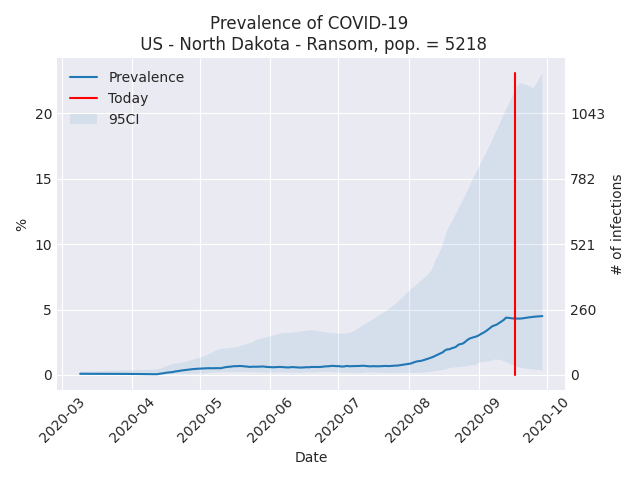 Prevalence of COVID-19
US - North Dakota - Ransom, pop. = 5218
Prevalence
Today
95CI
%
20
15
10
5
0
1043
782
521
260
0
# of infections
2020-03
2020-04
2020-05
2020-06
2020-07
2020-08
2020-09
2020-10
Date